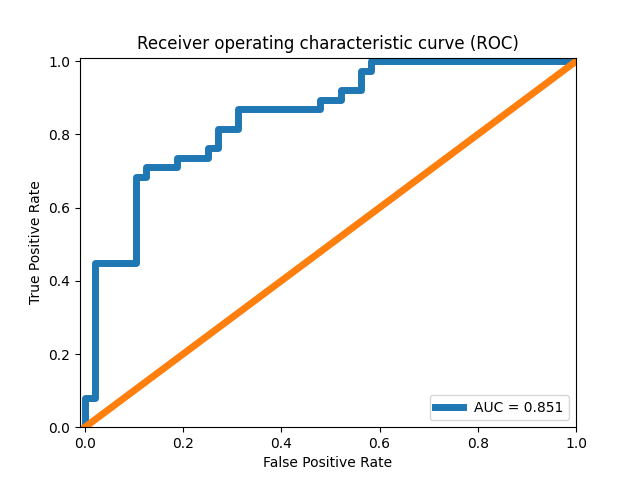 Receiver operating characteristic curve (ROC)
1.0
0.8
0.6
0.4
0.2
0.0
True Positive Rate
AUC = 0.851
0.0 0.2 0.4 0.6 0.8 1.0
False Positive Rate